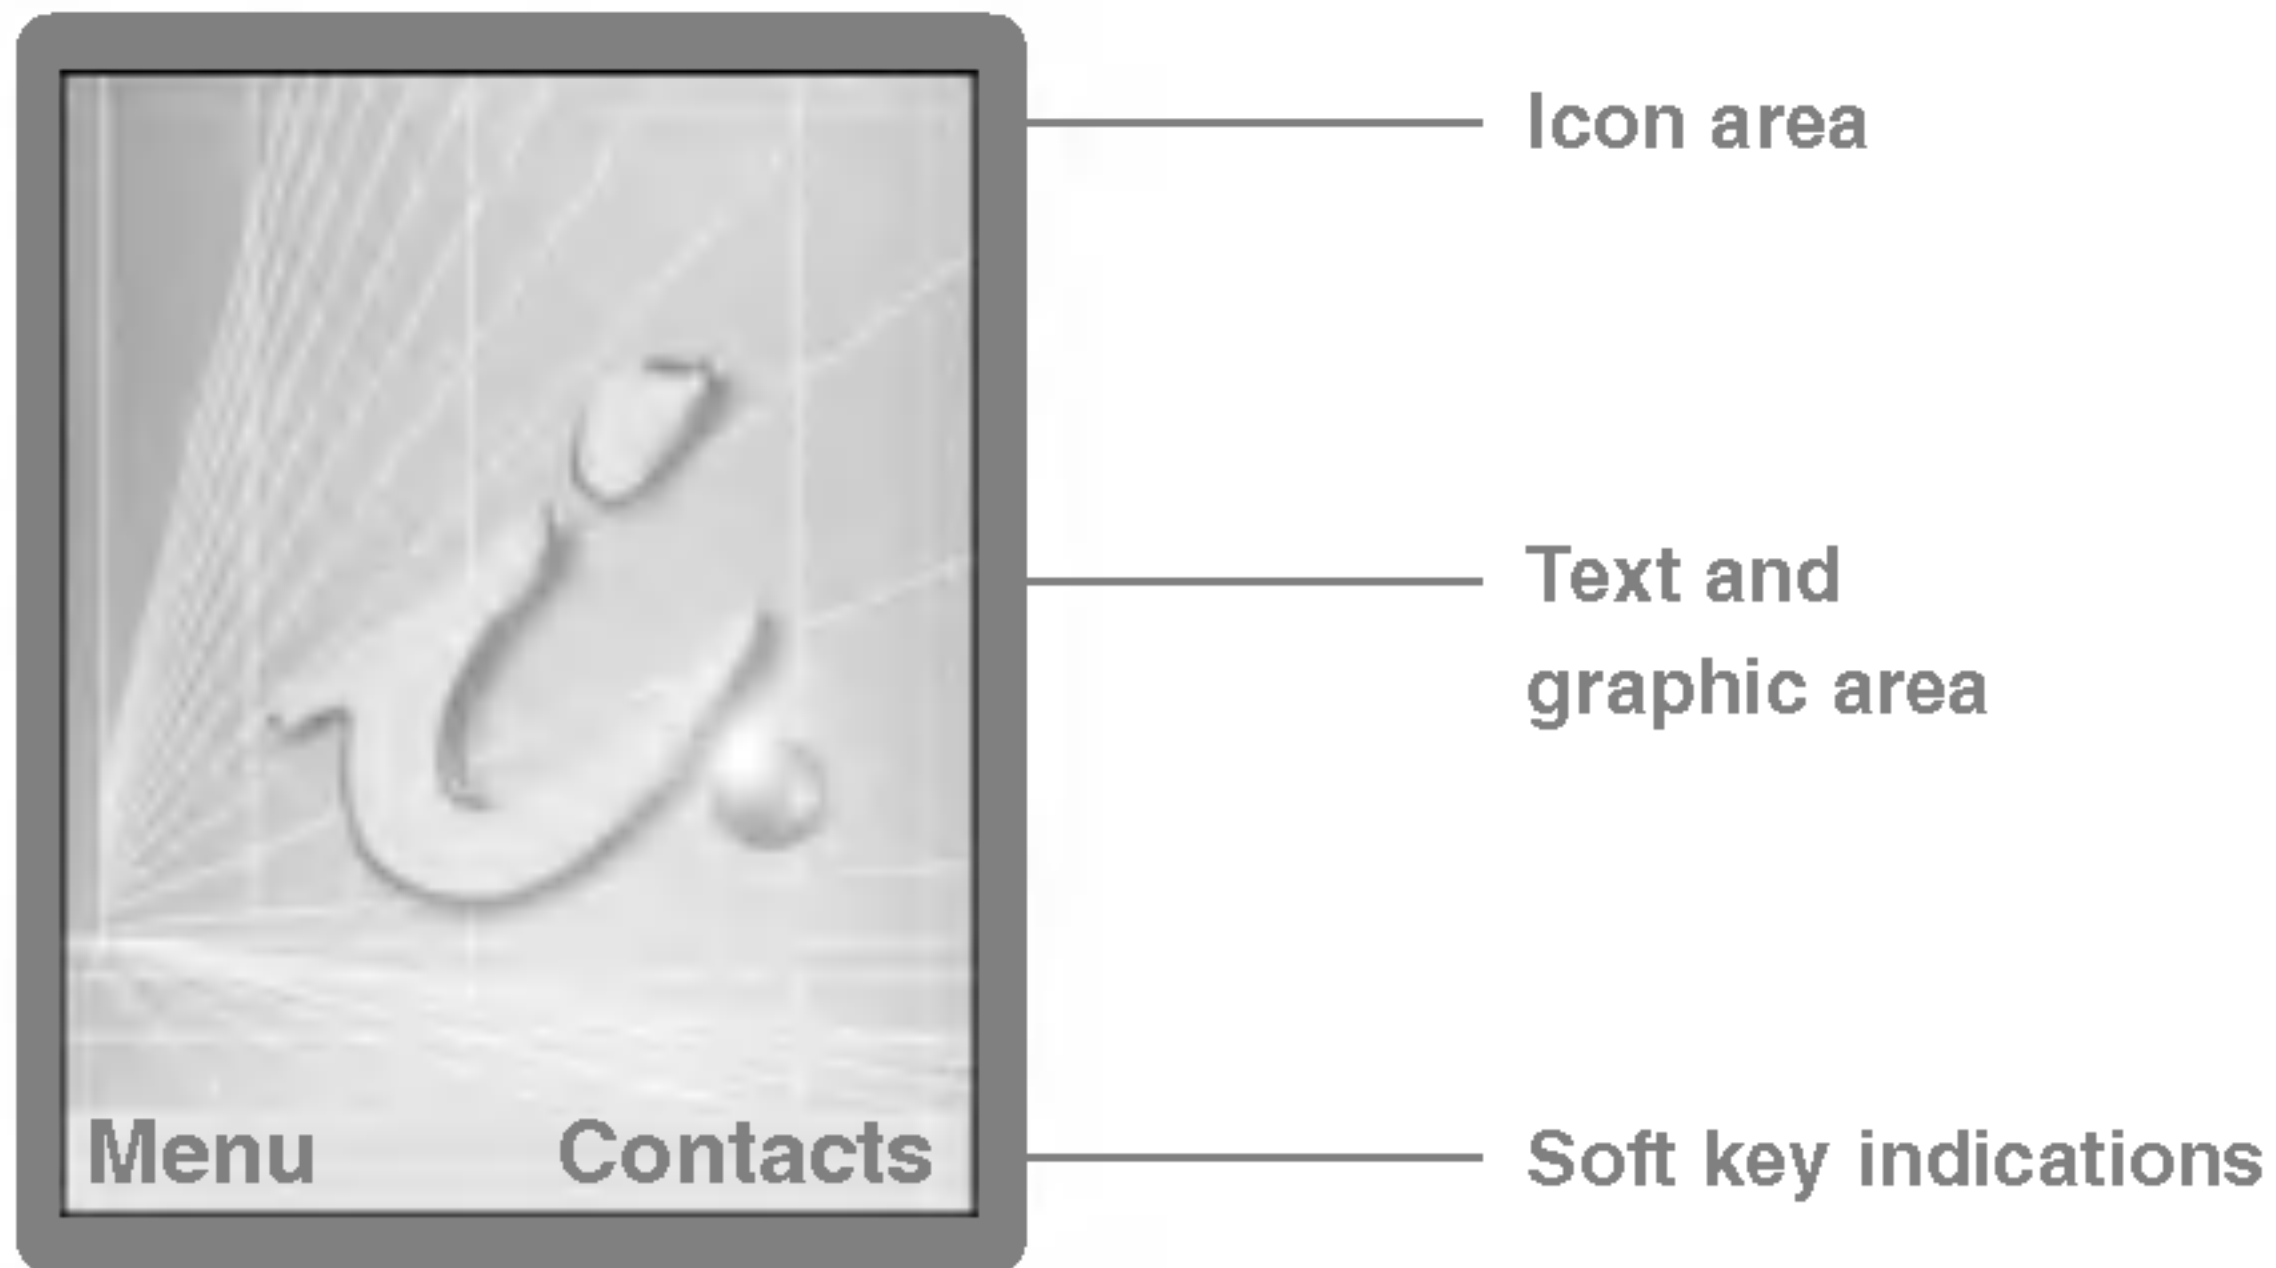 Icon area
Text and
graphic area
Menu Contacts
Soft key indications